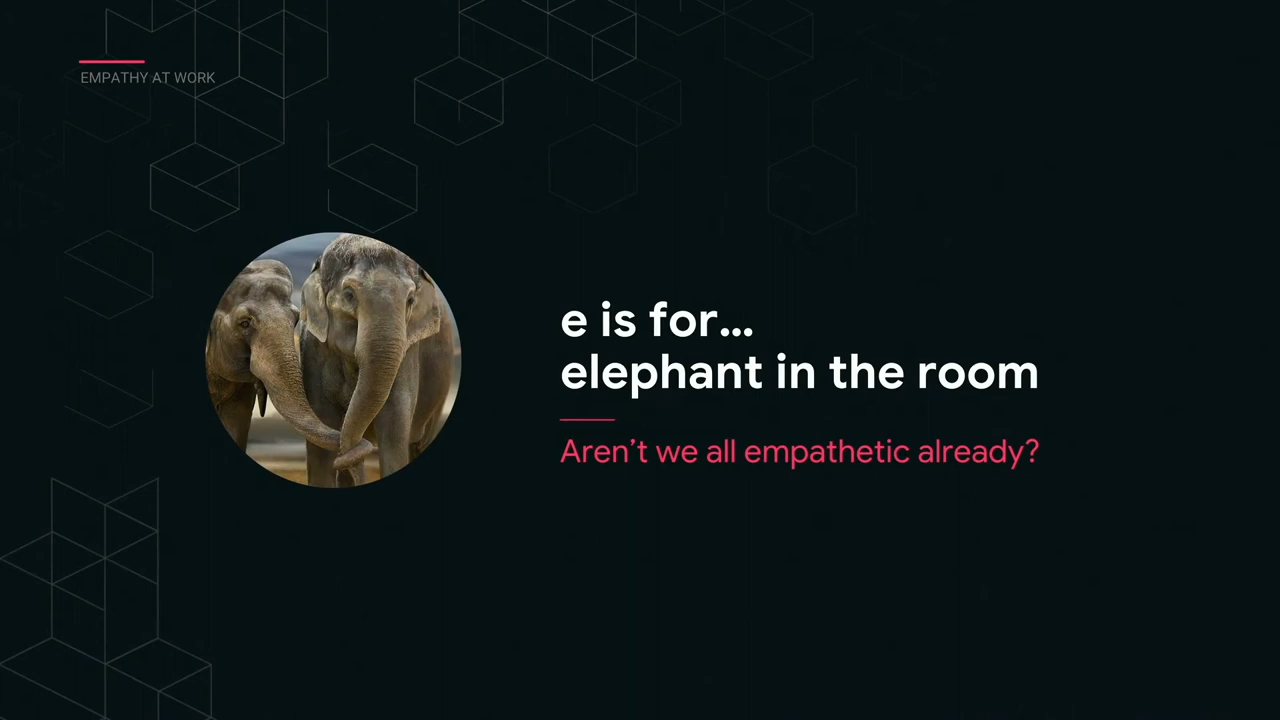 EMPATHY AT WORK
e is for...
elephant in the room
Aren't we all empathetic already?